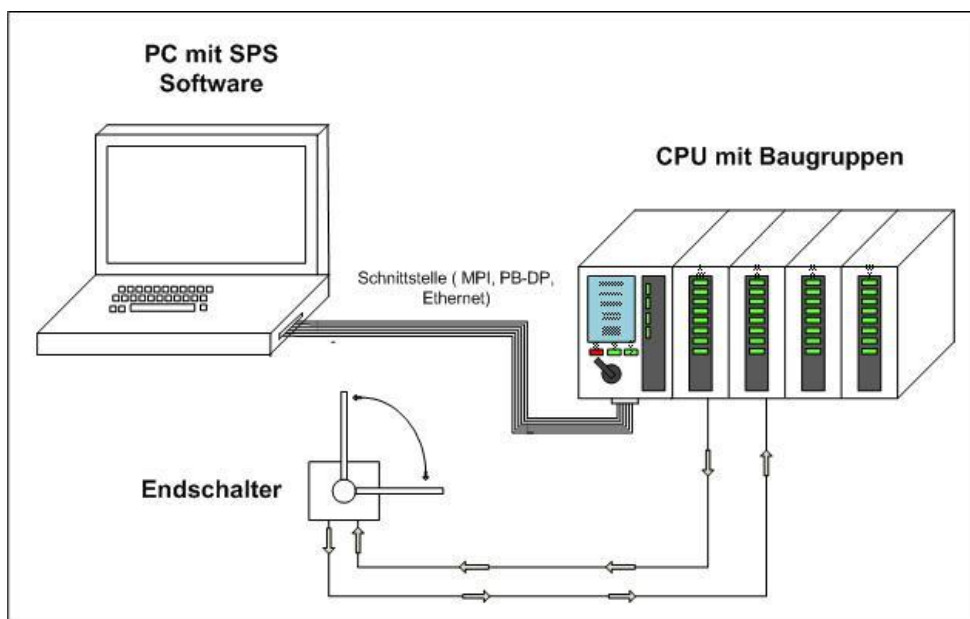 PC mit SPS
Software
CPU mit Baugruppen
Schnittstelle ( MPI, PB-DP,
Ethernet)
Endschalter